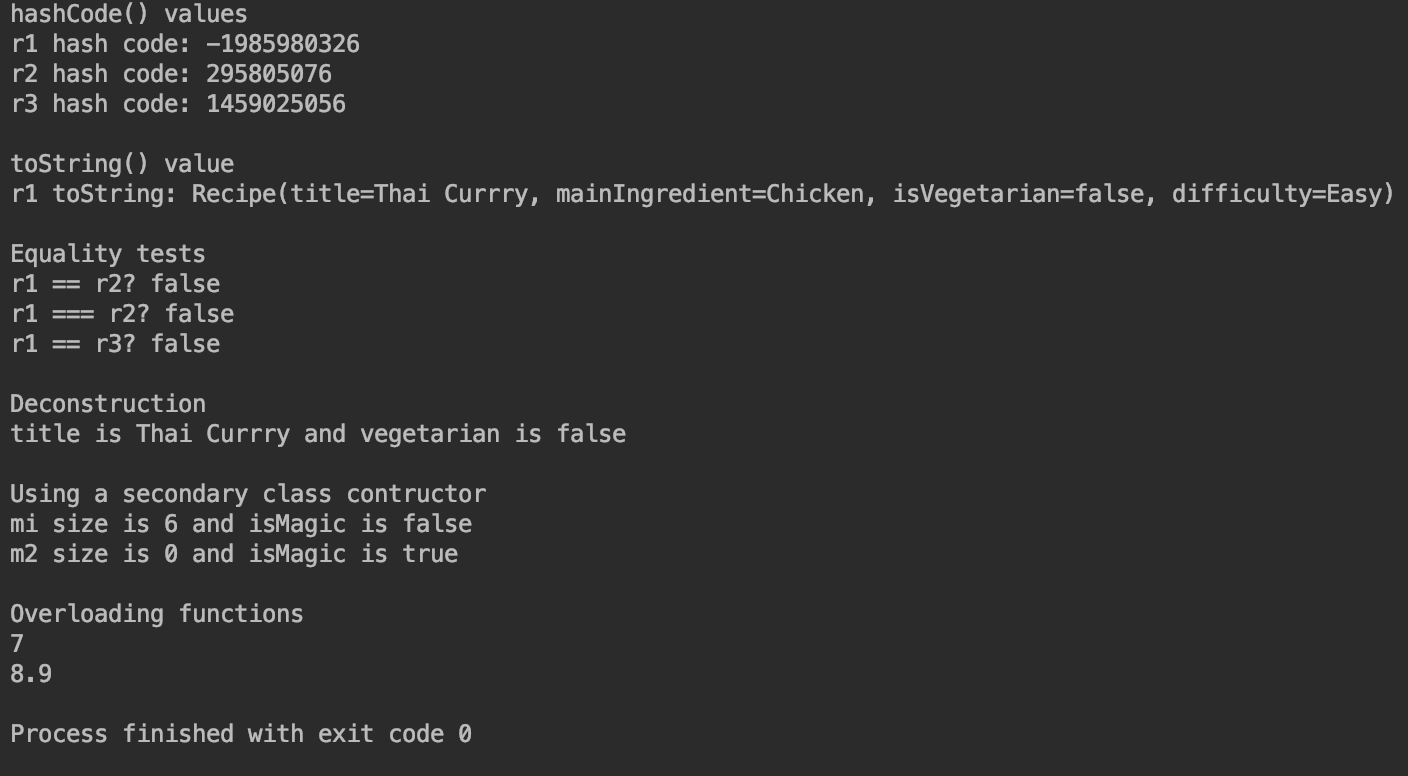 hashCode() values
r1 hash code: -1985980326
r2 hash code: 295805076
r3 hash code: 1459025056
toString() value
r1 toString: Recipe(title=Thai Currry, mainIngredient=Chicken, isVegetarian=false, difficulty=Easy)
Equality tests
r1 == r2? false
r1 === r2? false
r1 == r3? false
Deconstruction
title is Thai Currry and vegetarian is false
Using a secondary class contructor
mi size is 6 and isMagic is false
m2 size is 0 and isMagic is true
Overloading functions
7
8.9
Process finished with exit code 0